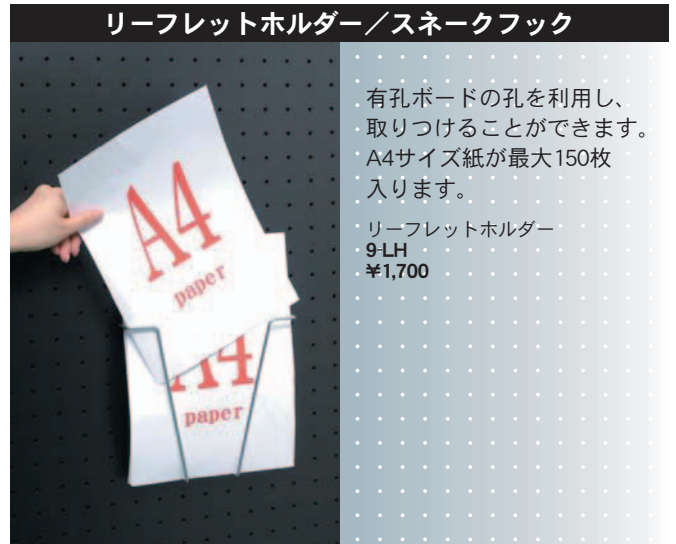 リーフレットホルダー／スネークフック
有孔ボードの孔を利用し、
取りつけることができます。
A4サイズ紙が最大150枚
入ります。
リーフレットホルダー
9-LH
¥1,700
A4
paper
A4
paper